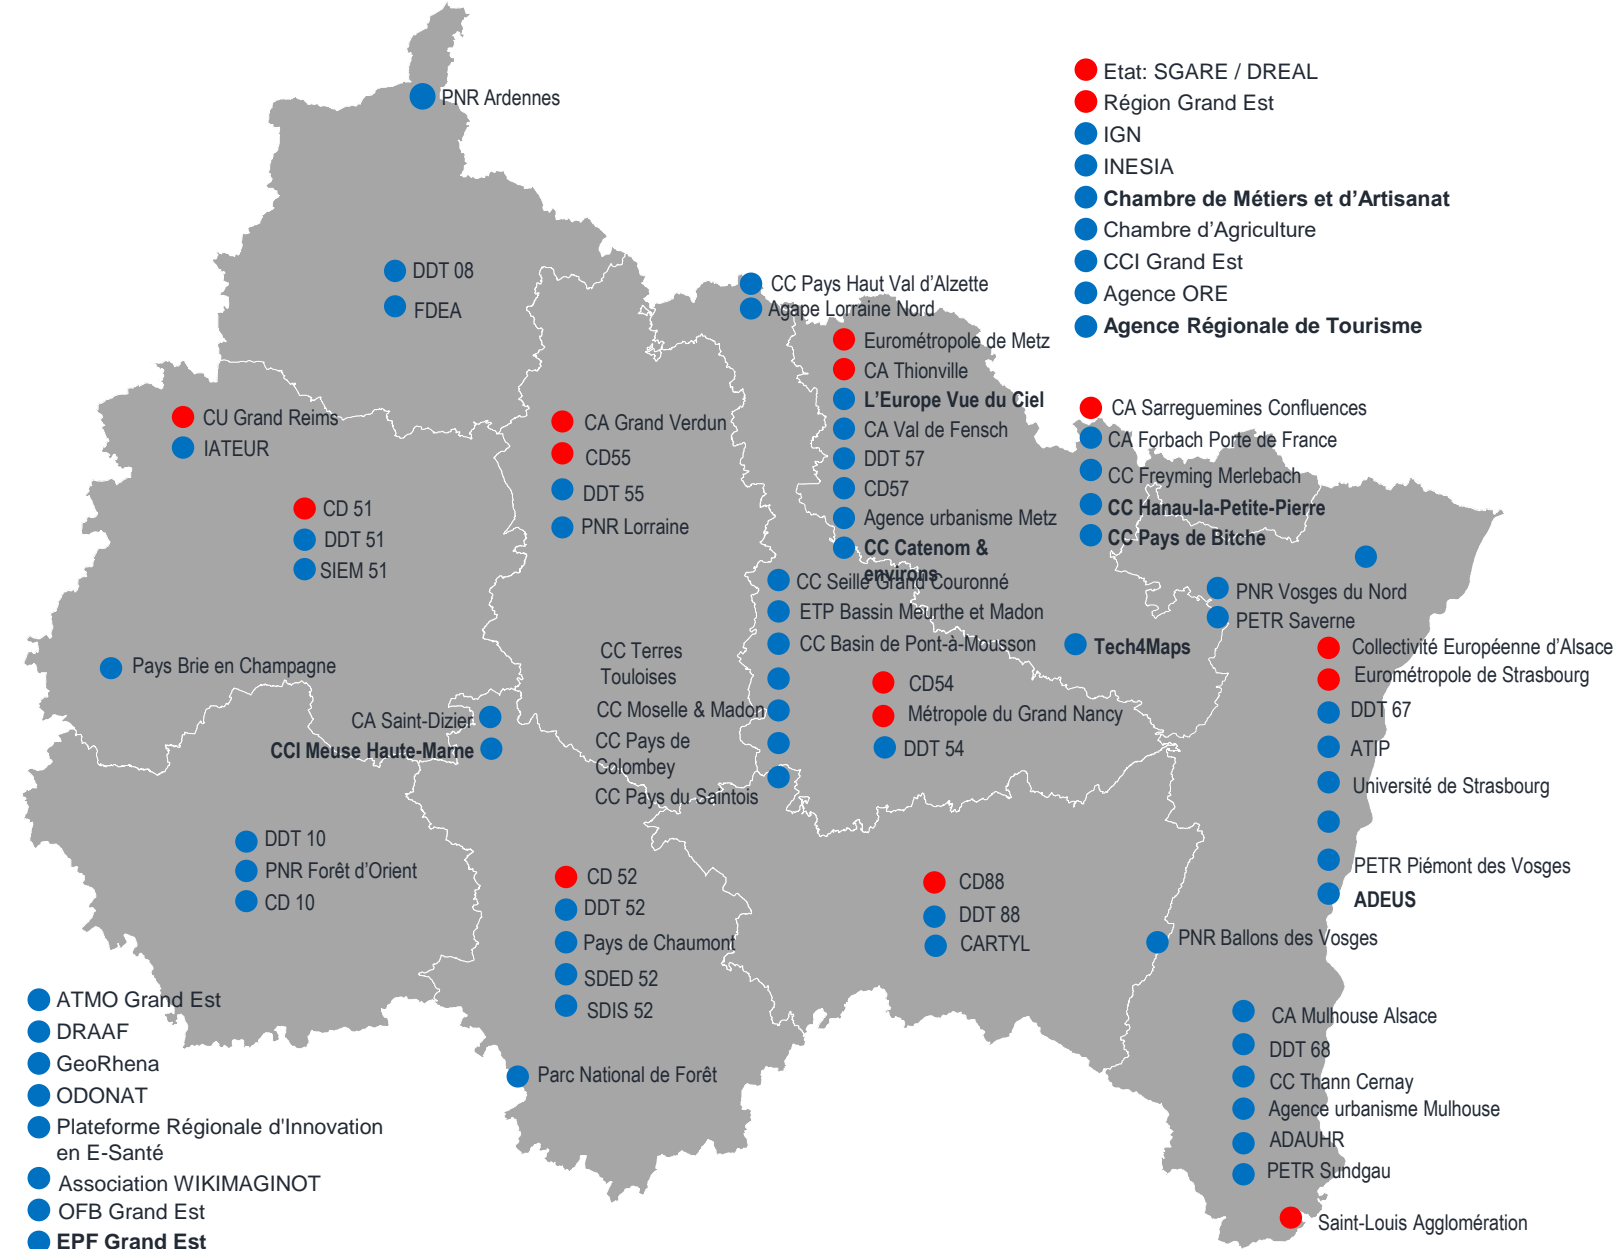 PNR Ardennes
Etat: SGARE / DREAL
Région Grand Est
IGN
INESIA
Chambre de Métiers et d’Artisanat
Chambre d’Agriculture
CCI Grand Est
Agence ORE
Agence Régionale de Tourisme
DDT 08
FDEA
CC Pays Haut Val d’Alzette
Agape Lorraine Nord
Eurométropole de Metz
CA Thionville
L'Europe Vue du Ciel
CA Val de Fensch
DDT 57
CD57
Agence urbanisme Metz
CC Catenom &
environs
CA Sarreguemines Confluences
CA Forbach Porte de France
CC Freyming Merlebach
CC Hanau-la-Petite-Pierre
CC Pays de Bitche
CU Grand Reims
IATEUR
CD 51
DDT 51
SIEM 51
CA Grand Verdun
CD55
DDT 55
PNR Lorraine
CC Seille Grand Couronné
ETP Bassin Meurthe et Madon
CC Basin de Pont-à-Mousson
CC Terres
Touloises
CC Moselle & Madon
CC Pays de
Colombey
CC Pays du Saintois
Tech4Maps
PNR Vosges du Nord
PETR Saverne
Collectivité Européenne d’Alsace
Eurométropole de Strasbourg
DDT 67
ATIP
Université de Strasbourg
PETR Piémont des Vosges
ADEUS
Pays Brie en Champagne
CA Saint-Dizier
CCI Meuse Haute-Marne
CD54
Métropole du Grand Nancy
DDT 54
DDT 10
PNR Forêt d’Orient
CD 10
CD 52
DDT 52
Pays de Chaumont
SDED 52
SDIS 52
Parc National de Forêt
CD88
DDT 88
CARTYL
PNR Ballons des Vosges
CA Mulhouse Alsace
DDT 68
CC Thann Cernay
Agence urbanisme Mulhouse
ADAUHR
PETR Sundgau
Saint-Louis Agglomération
ATMO Grand Est
DRAAF
GeoRhena
ODONAT
Plateforme Régionale d'Innovation
en E-Santé
Association WIKIMAGINOT
OFB Grand Est
EPF Grand Est